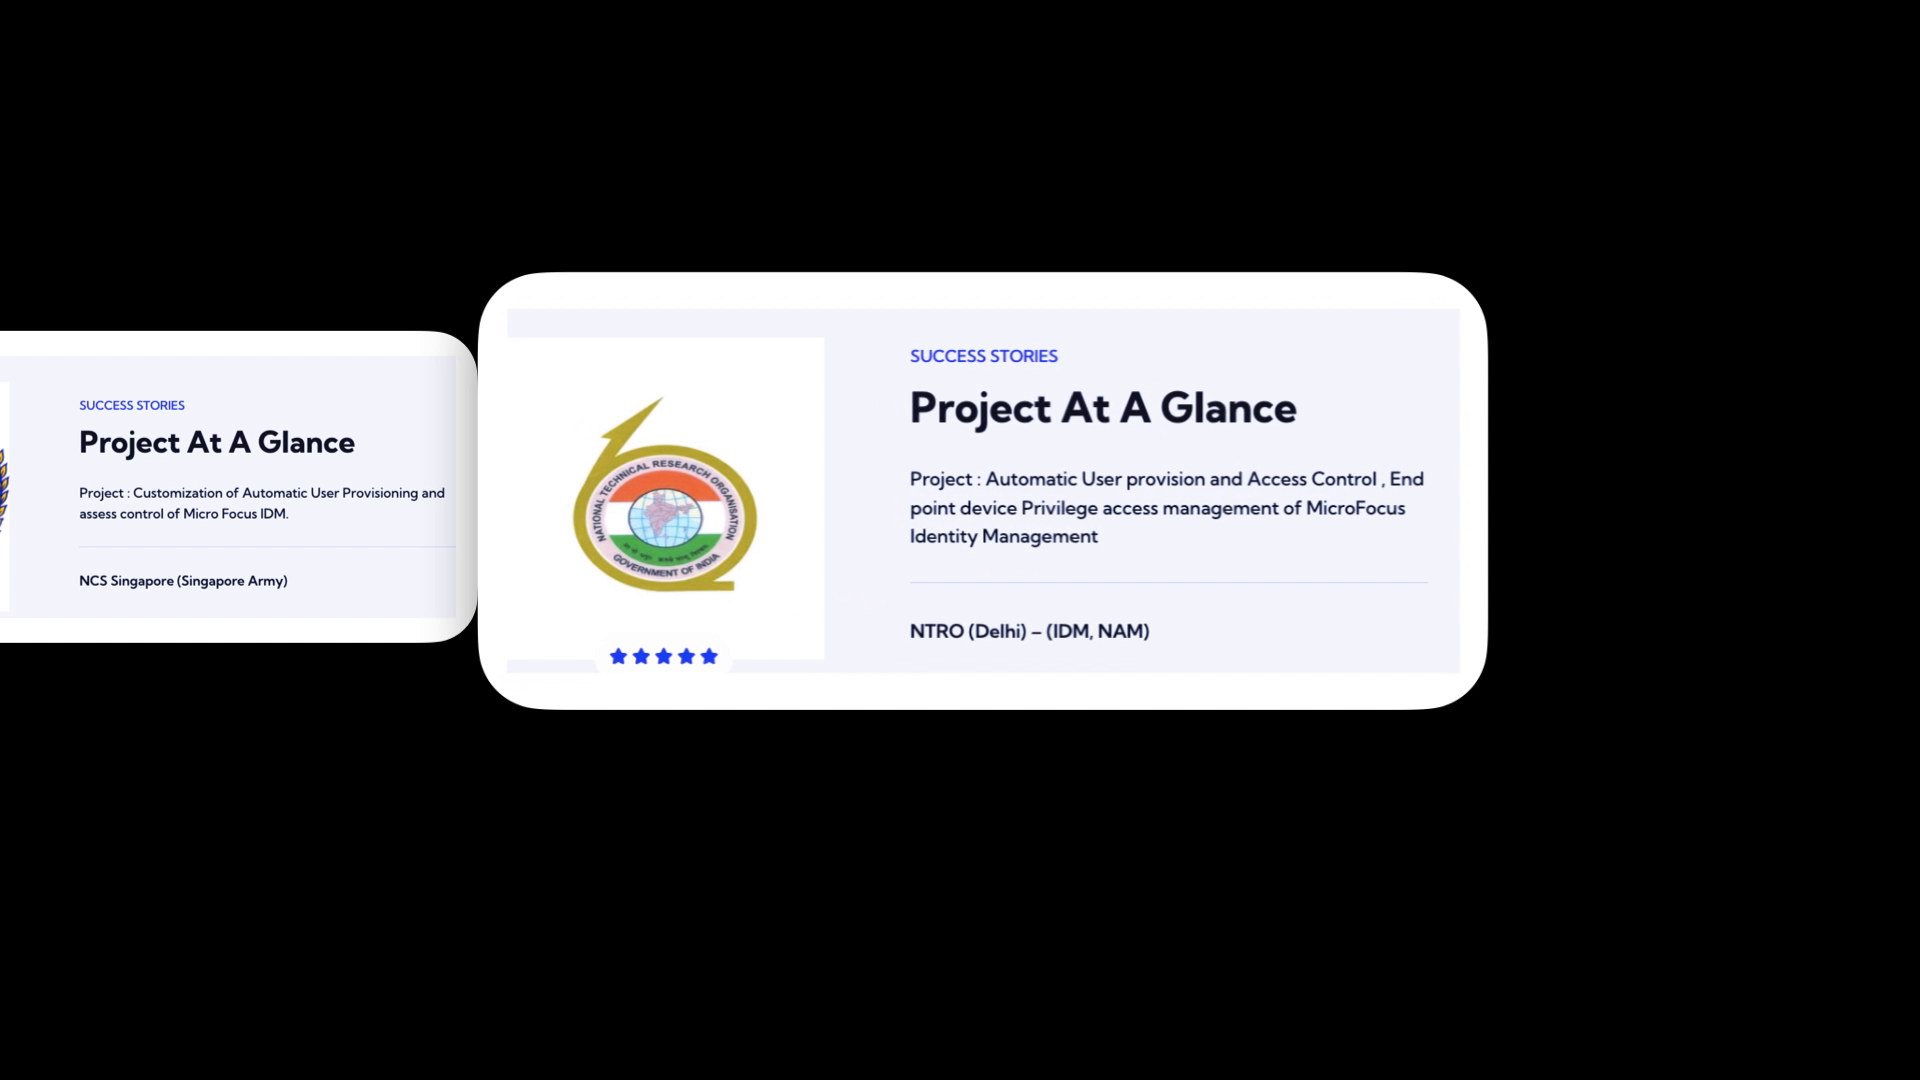 SUCCESS STORIES
Project At A Glance
Project : Customization of Automatic User Provisioning and
assess control of Micro Focus IDM.
NCS Singapore (Singapore Army)
NATIONAL TECHNICAL RESEARCH ORGANISATION
GOVERNMENT OF INDIA
SUCCESS STORIES
Project At A Glance
Project : Automatic User provision and Access Control , End
point device Privilege access management of MicroFocus
Identity Management
NTRO (Delhi) – (IDM, NAM)